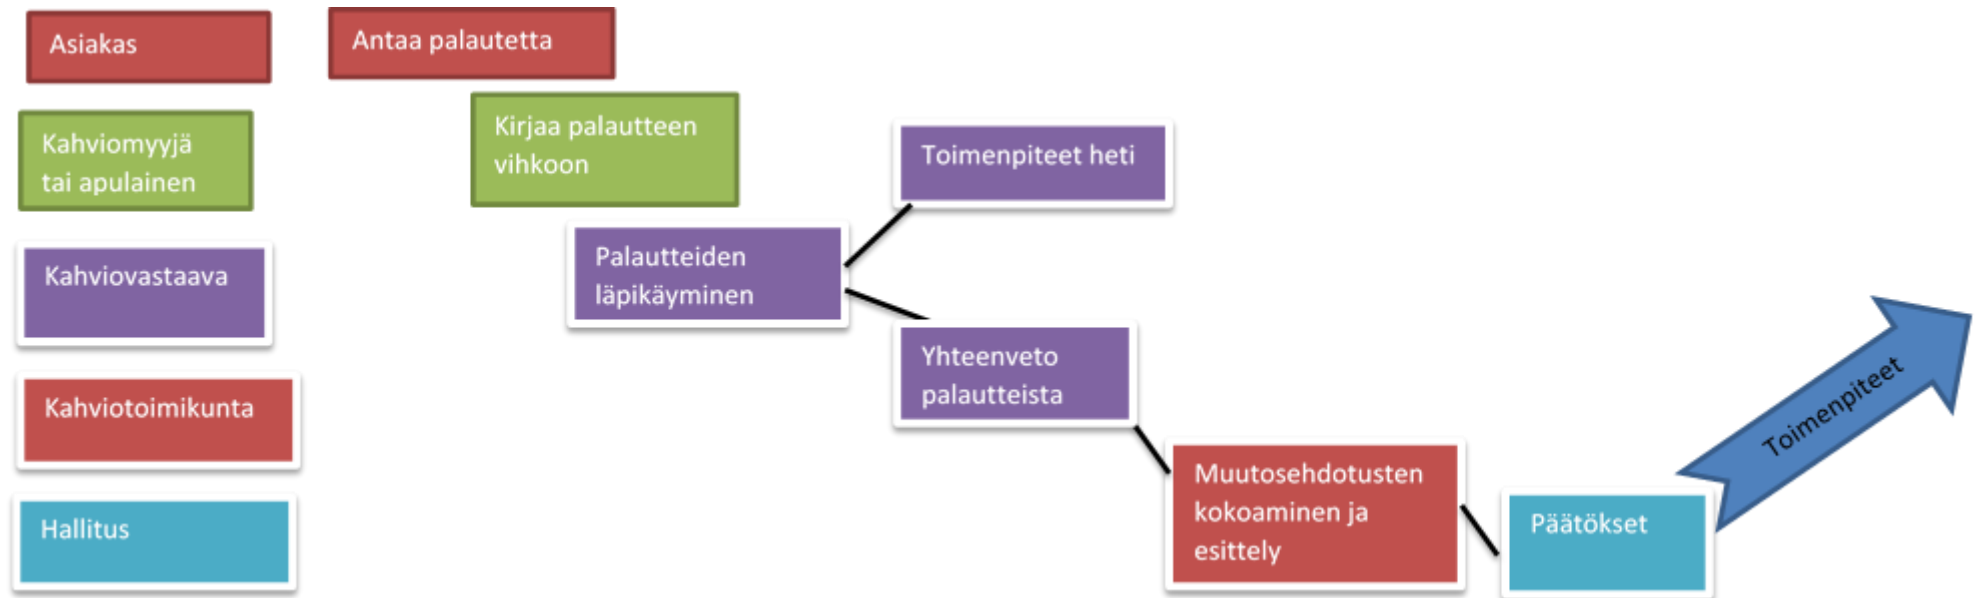 Asiakas
Antaa palautetta
Kahviomyyjä
tai apulainen
Kirjaa palautteen
vihkoon
Toimenpiteet heti
Kahviovastaava
Palautteiden
läpikäyminen
Yhteenveto
palautteista
Kahviotoimikunta
Muutosehdotusten
kokoaminen ja
esittely
Hallitus
Päätökset
Toimenpiteet